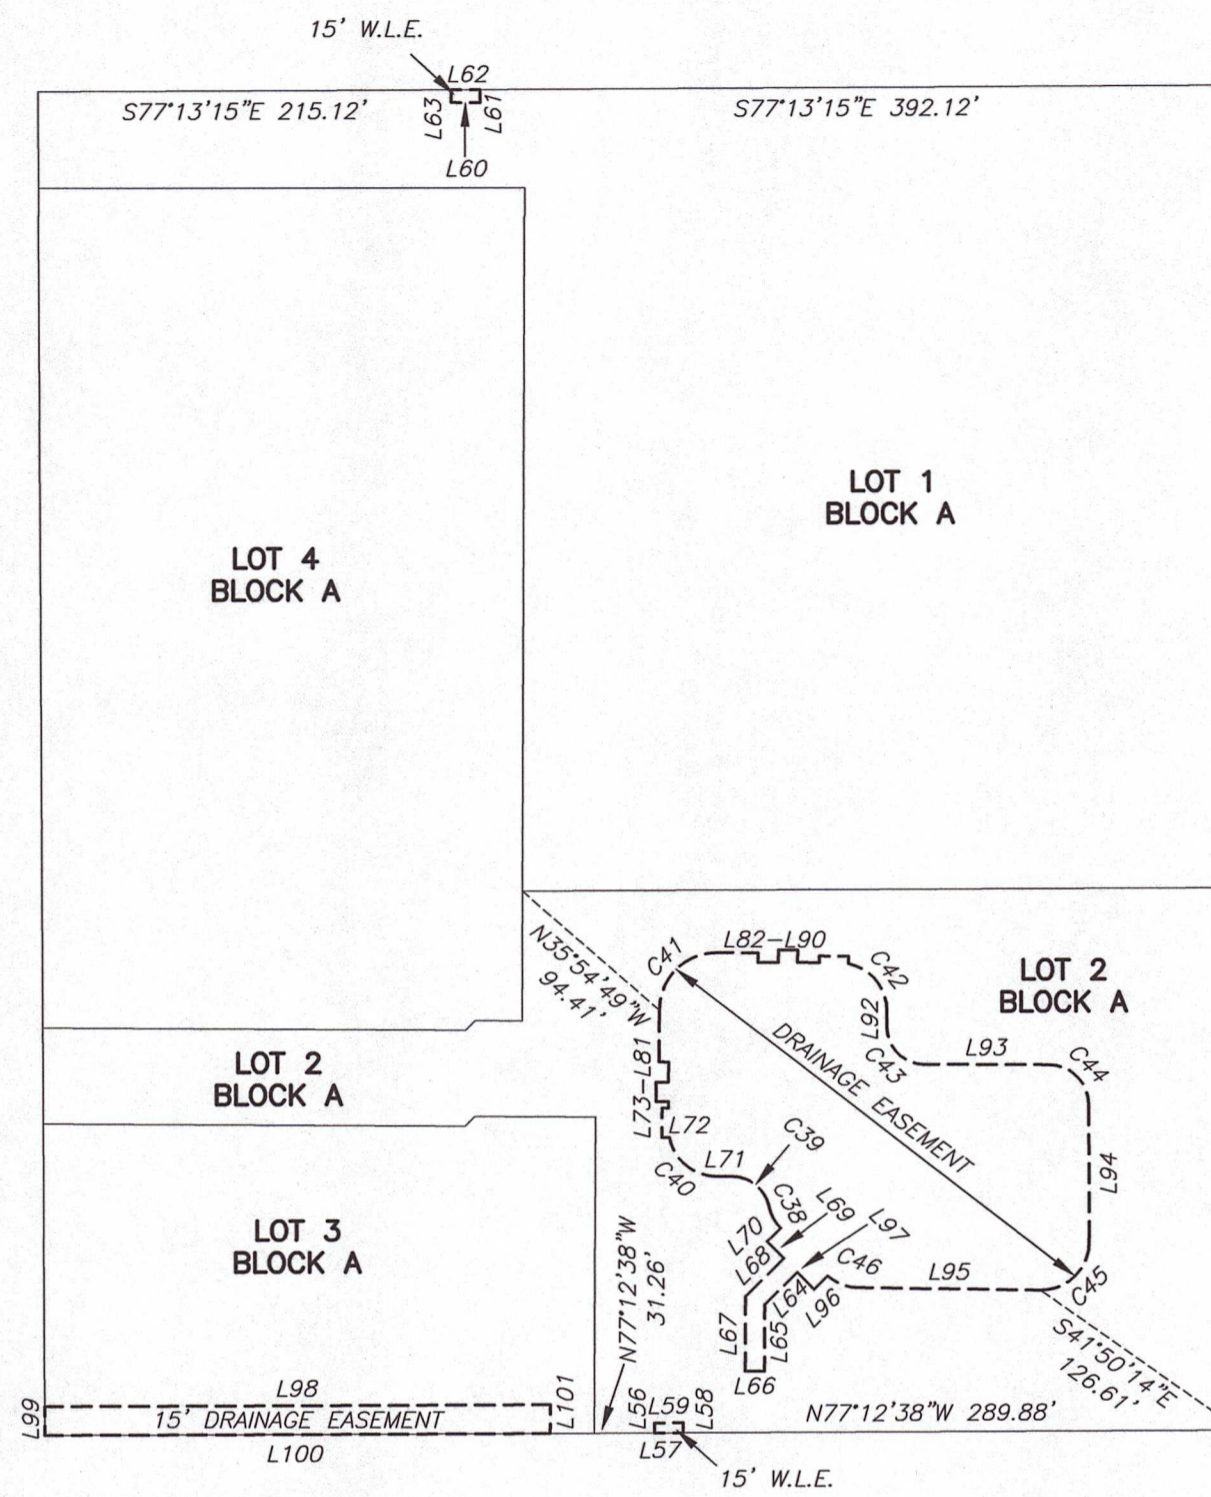 15' W.L.E.
L62
S77°13'15"E 215.12'
L63
L61
S77°13'15"E 392.12'
L60
LOT 1
BLOCK A
LOT 4
BLOCK A
N35°54'49"W
94.41'
C41
L82-L90
C42
LOT 2
BLOCK A
L92
DRAINAGE EASEMENT
C43
L93
C44
LOT 2
BLOCK A
L73-L81
L72
C39
L71
C40
L94
C38
L69
L97
LOT 3
BLOCK A
L70
L68
C46
L95
C45
L64
L96
N77°12'38"W
31.26'
L67
L65
L66
S41°50'14"E
126.61'
L98
L99
15' DRAINAGE EASEMENT
L101
L100
L56
L59
L58
L57
N77°12'38"W 289.88'
15' W.L.E.